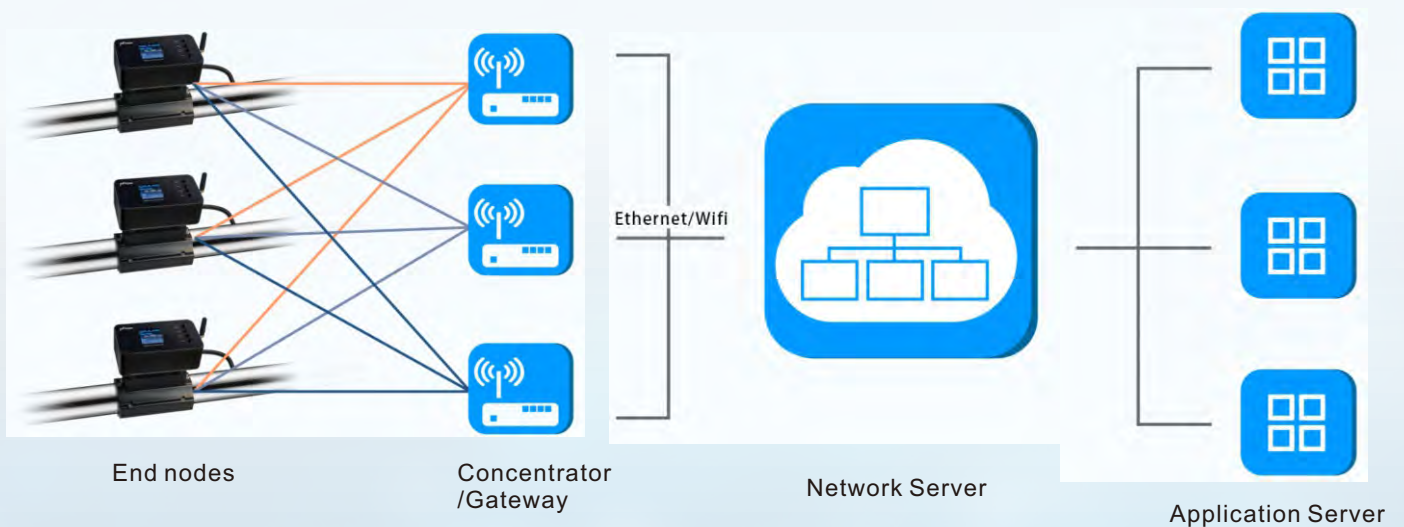 Ethernet/Wifi
End nodes
Concentrator
/Gateway
Network Server
Application Server